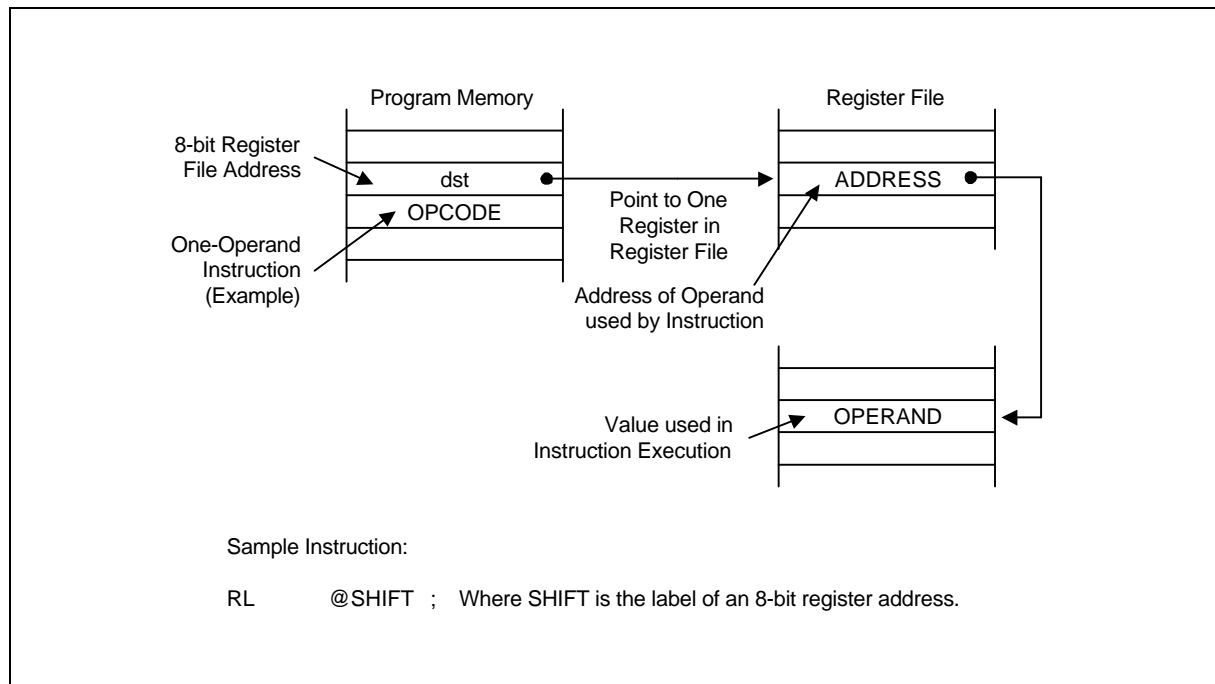 Program Memory
Register File
8-bit Register
File Address
dst
ADDRESS
OPCODE
Point to One
Register in
Register File
One-Operand
Instruction
(Example)
Address of Operand
used by Instruction
OPERAND
Value used in
Instruction Execution
Sample Instruction:
RL @SHIFT ; Where SHIFT is the label of an 8-bit register address.